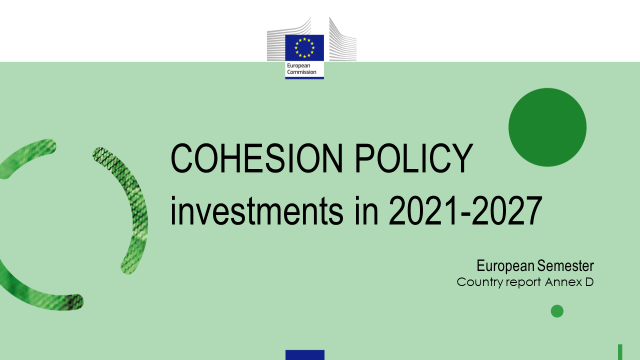 European
Commission
COHESION POLICY
investments in 2021-2027
European Semester
Country report Annex D